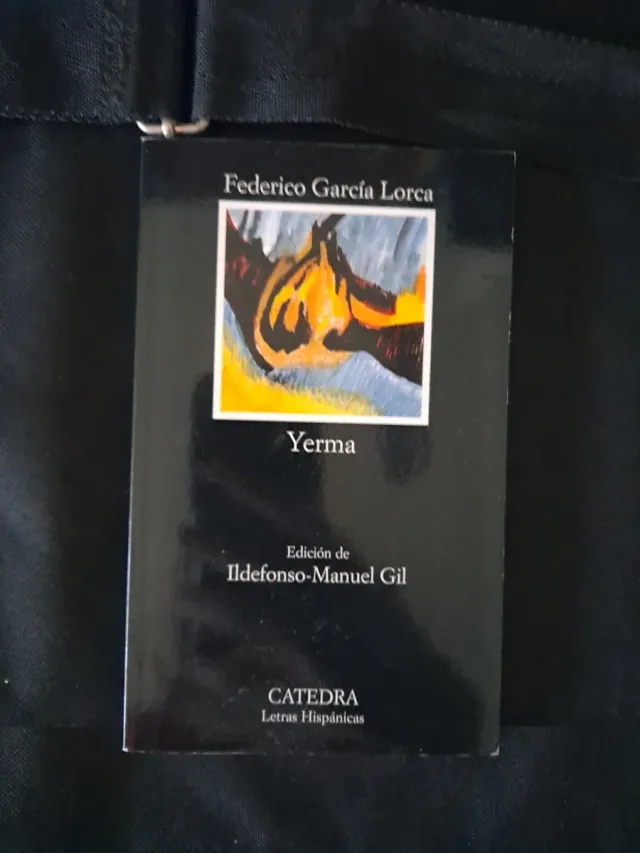 Federico García Lorca
Yerma
Edición de
Ildefonso-Manuel Gil
CATEDRA
Letras Hispánicas